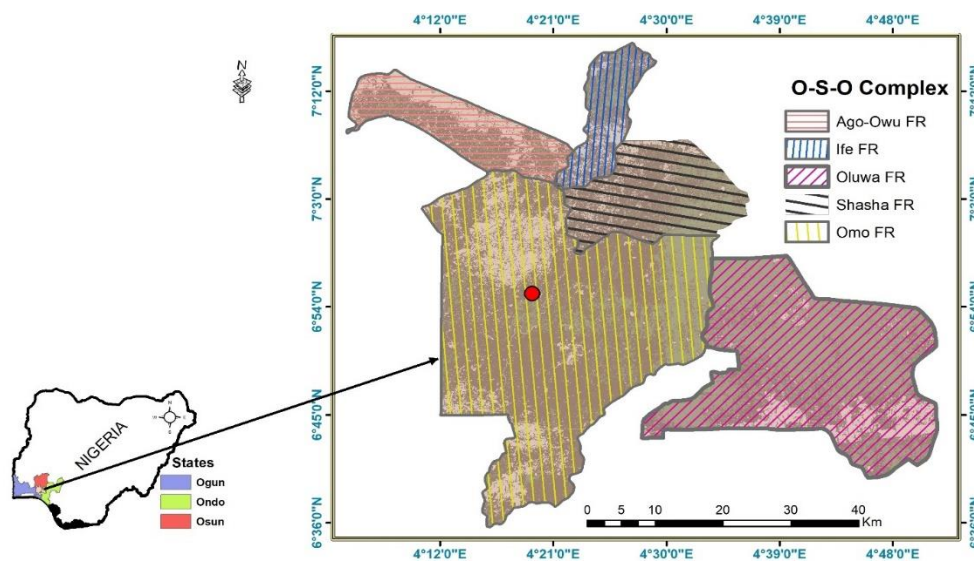 4°12'0"E 4°21'0"E 4°30'0"E 4°39'0"E 4°48'0"E
N
O-S-O Complex
Ago-Owu FR
Ife FR
Oluwa FR
Shasha FR
Omo FR
7°12'0"N
7°3'0"N
6°54'0"N
6°45'0"N
6°36'0"N
NIGERIA
N
W
E
S
States
Ogun
Ondo
Osun
0 5 10 20 30 40
Km
4°12'0"E 4°21'0"E 4°30'0"E 4°39'0"E 4°48'0"E